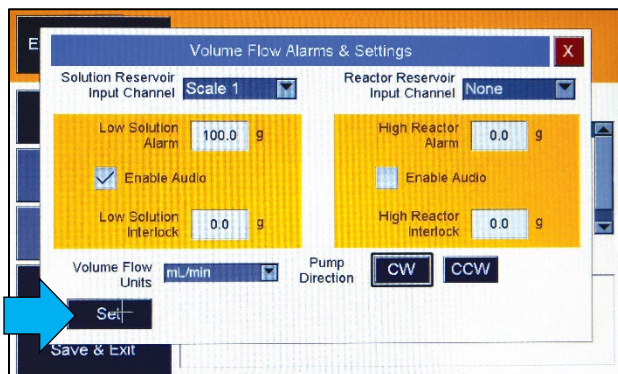 E
Volume Flow Alarms & Settings X
Solution Reservoir Input Channel Scale 1
Reactor Reservoir Input Channel None
Low Solution Alarm 100.0 g
High Reactor Alarm 0.0 g
Enable Audio
Enable Audio
Low Solution Interlock 0.0 g
High Reactor Interlock 0.0 g
Volume Flow Units mL/min
Pump Direction CW CCW
Set
Save & Exit